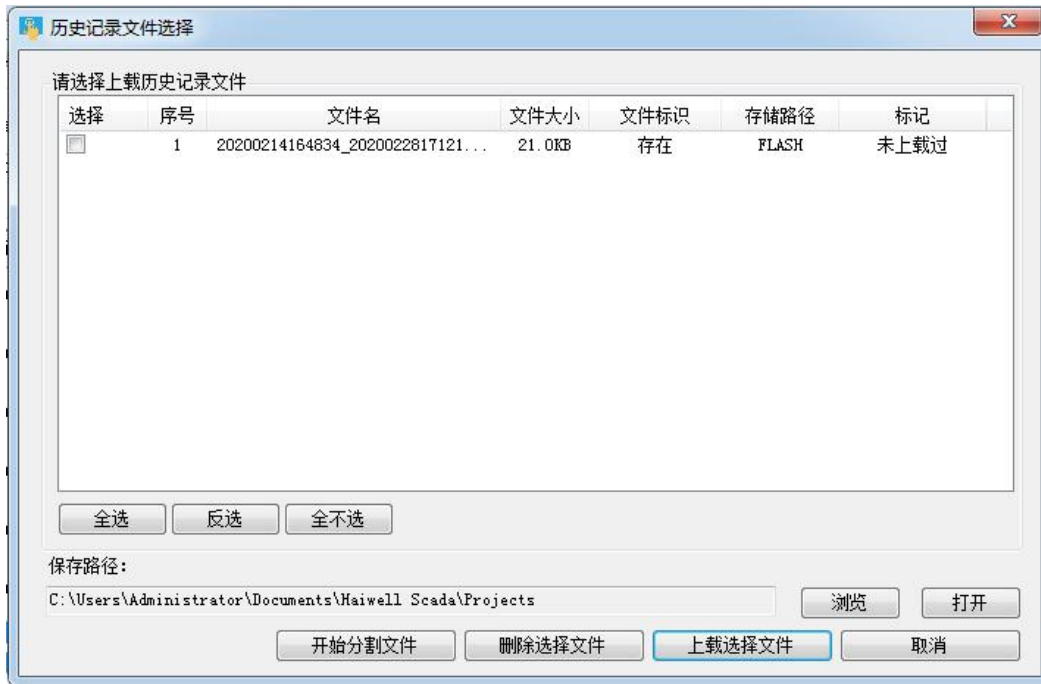 历史记录文件选择
请选择上载历史记录文件
选择 序号 文件名 文件大小 文件标识 存储路径 标记
1 20200214164834_2020022817121... 21.0KB 存在 FLASH 未上载过
全选 反选 全不选
保存路径:
C:\Users\Administrator\Documents\Haiwell Scada\Projects 浏览 打开
开始分割文件 删除选择文件 上载选择文件 取消